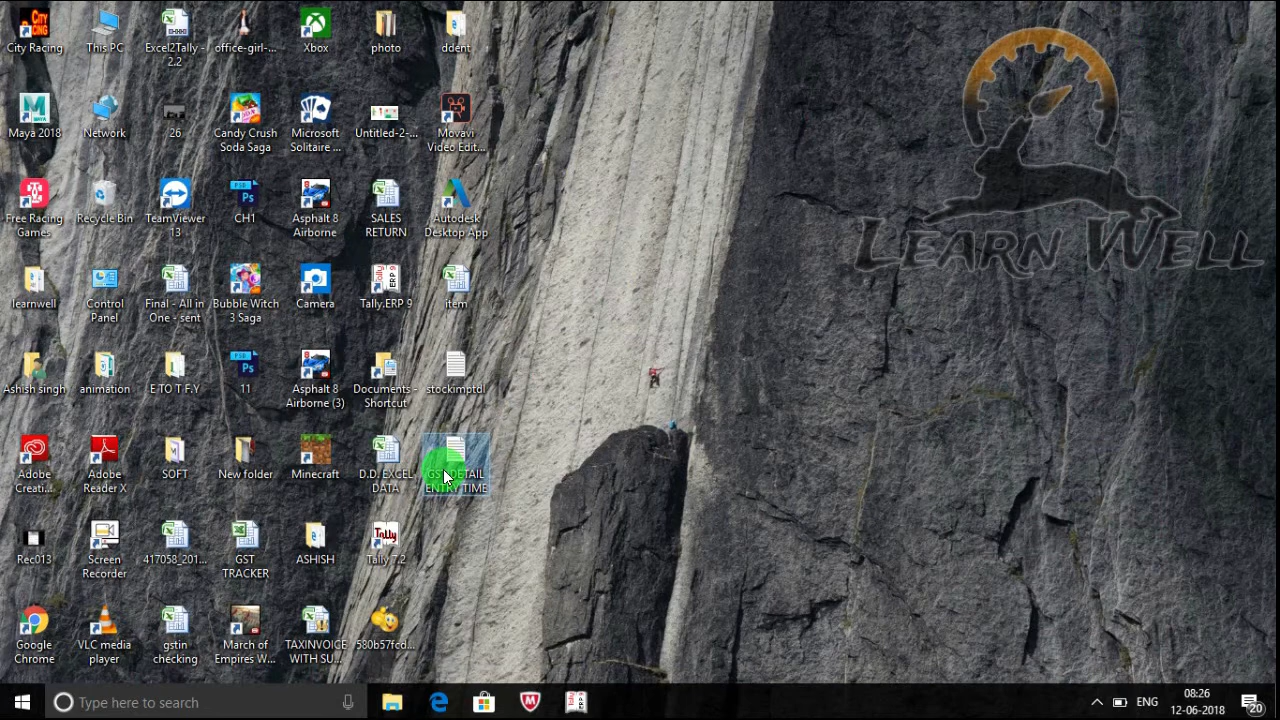 City Racing
This PC
Excel2Tally -
2.2
office-girl-...
Xbox
photo
ddent
Maya 2018
Network
26
Candy Crush
Soda Saga
Microsoft
Solitaire ...
Untitled-2-...
Movavi
Video Edit...
Free Racing
Games
Recycle Bin
TeamViewer
13
CH1
Asphalt 8
Airborne
SALES
RETURN
Autodesk
Desktop App
learnwell
Control
Panel
Final - All in
One - sent
Bubble Witch
3 Saga
Camera
Tally.ERP 9
item
Ashish singh
animation
E TO T F.Y
11
Asphalt 8
Airborne (3)
Documents -
Shortcut
stockimptdl
Adobe
Creati...
Adobe
Reader X
SOFT
New folder
Minecraft
D.D. EXCEL
DATA
GST DETAIL
ENTRY TIME
Rec013
Screen
Recorder
417058_201...
GST
TRACKER
ASHISH
Tally 7.2
Google
Chrome
VLC media
player
gstin
checking
March of
Empires W...
TAXINVOICE
WITH SU...
580b57fcd...
LEARN WELL
Type here to search
ENG
08:26
12-06-2018
20